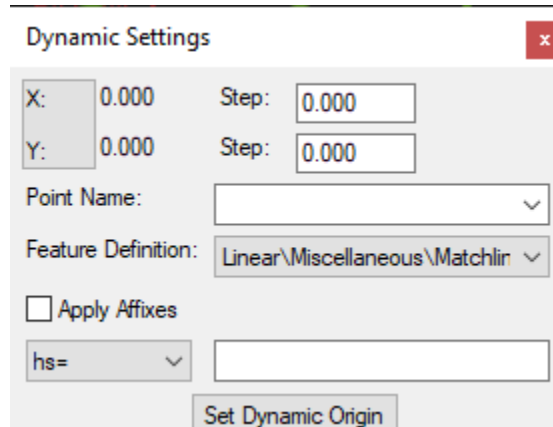 Dynamic Settings
x
X: 0.000 Step: 0.000
Y: 0.000 Step: 0.000
Point Name:
Feature Definition: Linear\Miscellaneous\Matchlin
Apply Affixes
hs=
Set Dynamic Origin